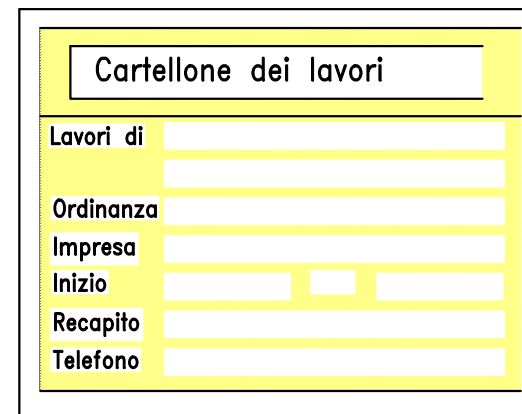 Cartellone dei lavori
Lavori di
Ordinanza
Impresa
Inizio
Recapito
Telefono